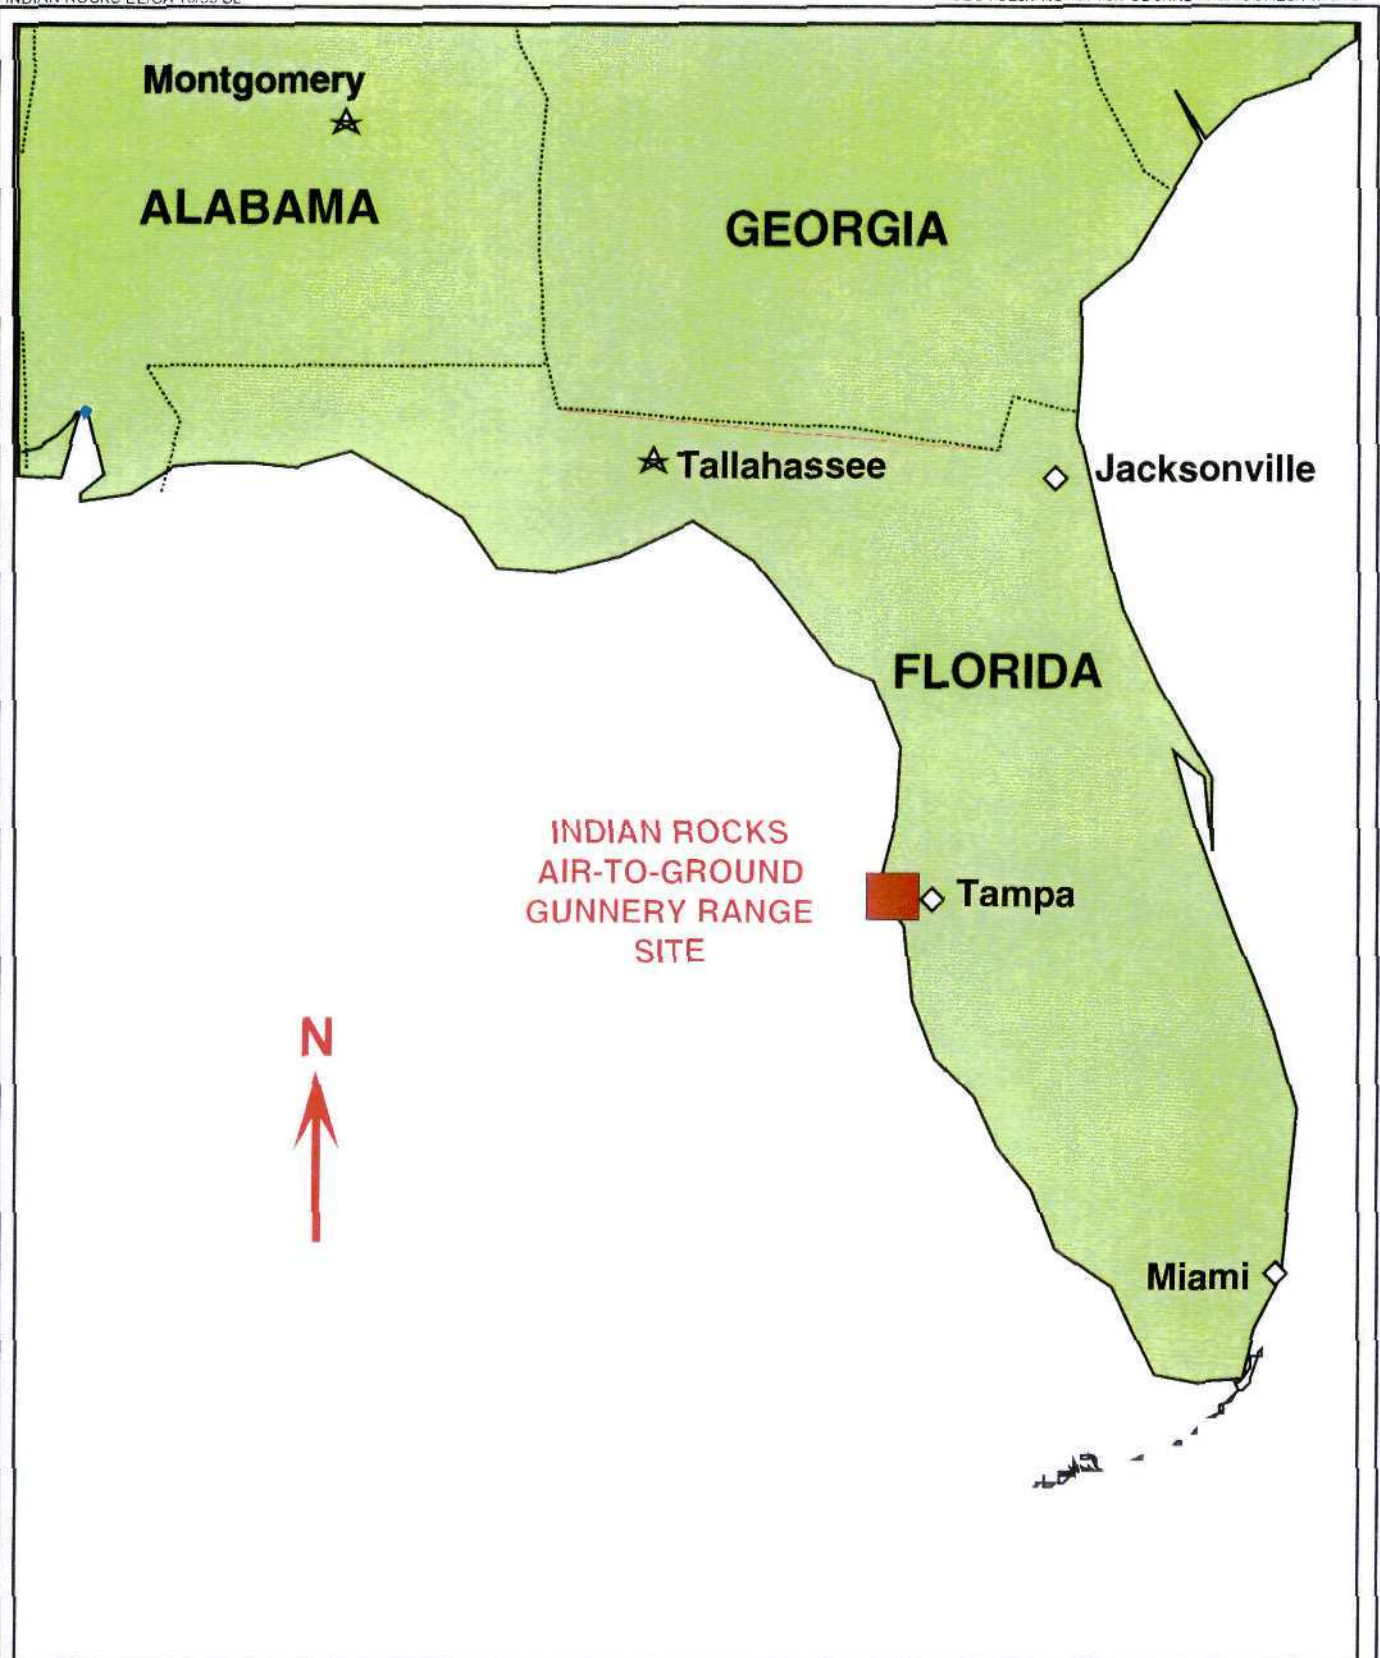 Montgomery
ALABAMA
GEORGIA
Tallahassee
Jacksonville
FLORIDA
INDIAN ROCKS
AIR-TO-GROUND
GUNNERY RANGE
SITE
Tampa
N
Miami